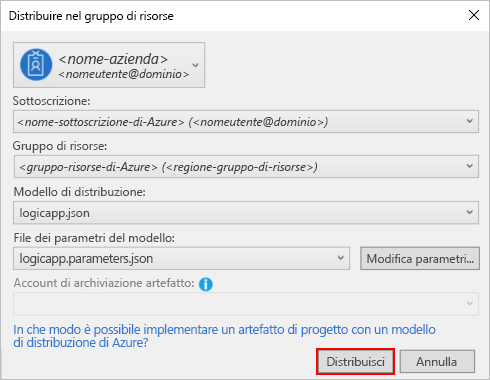 Distribuire nel gruppo di risorse
<nome-azienda>
<nomeutente@dominio>
Sottoscrizione:
<nome-sottoscrizione-di-Azure> (<nomeutente@dominio>)
Gruppo di risorse:
<gruppo-risorse-di-Azure> (<regione-gruppo-di-risorse>)
Modello di distribuzione:
logicapp.json
File dei parametri del modello:
logicapp.parameters.json
Modifica parametri...
Account di archiviazione artefatto:
In che modo è possibile implementare un artefatto di progetto con un modello
di distribuzione di Azure?
Distribuisci
Annulla